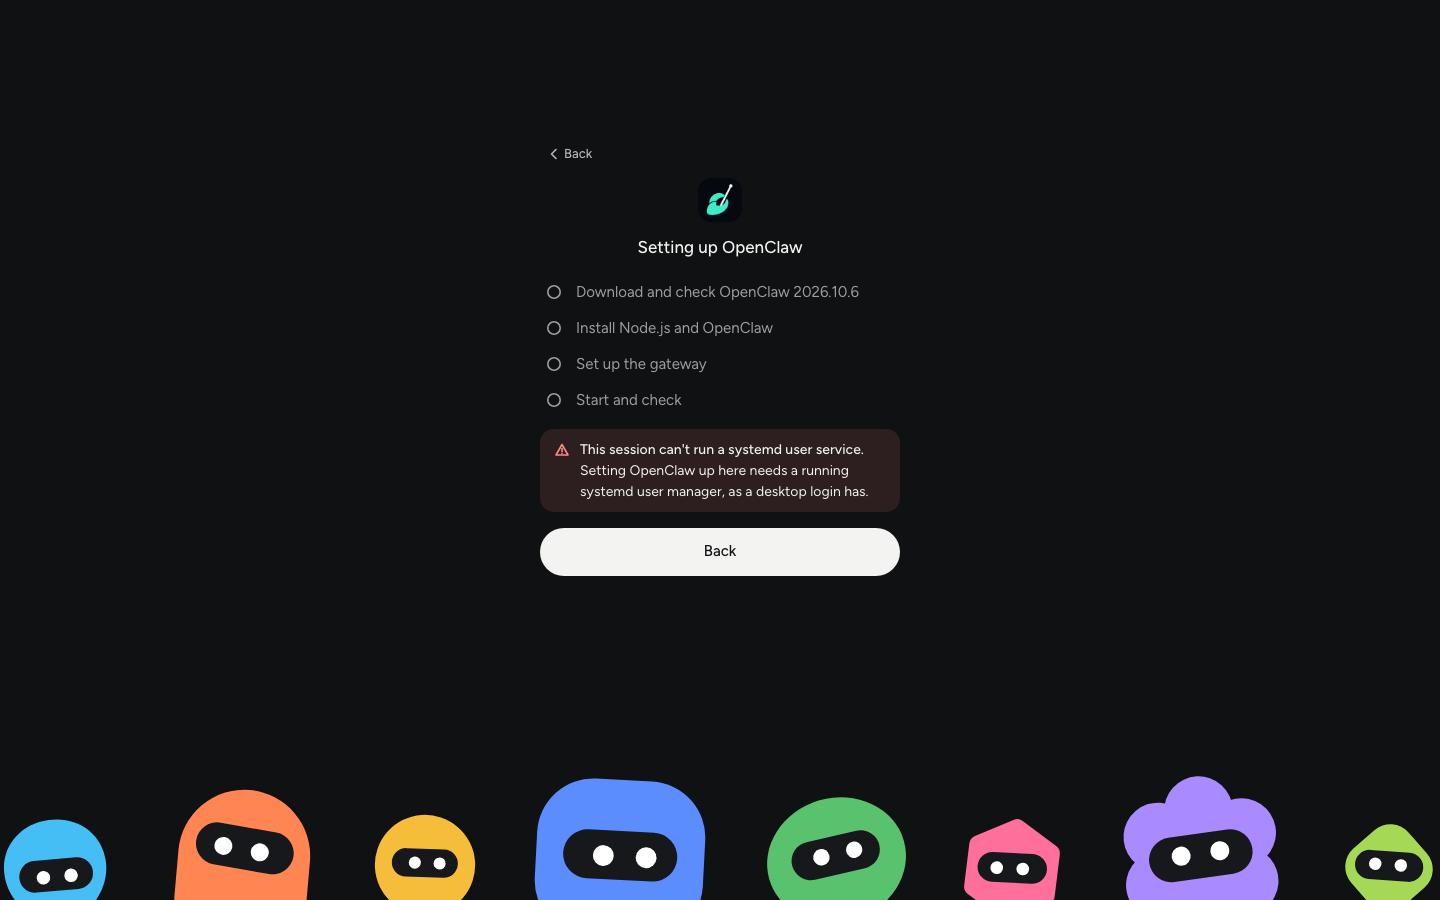 Back
Setting up OpenClaw
Download and check OpenClaw 2026.10.6
Install Node.js and OpenClaw
Set up the gateway
Start and check
This session can't run a systemd user service.
Setting OpenClaw up here needs a running
systemd user manager, as a desktop login has.
Back